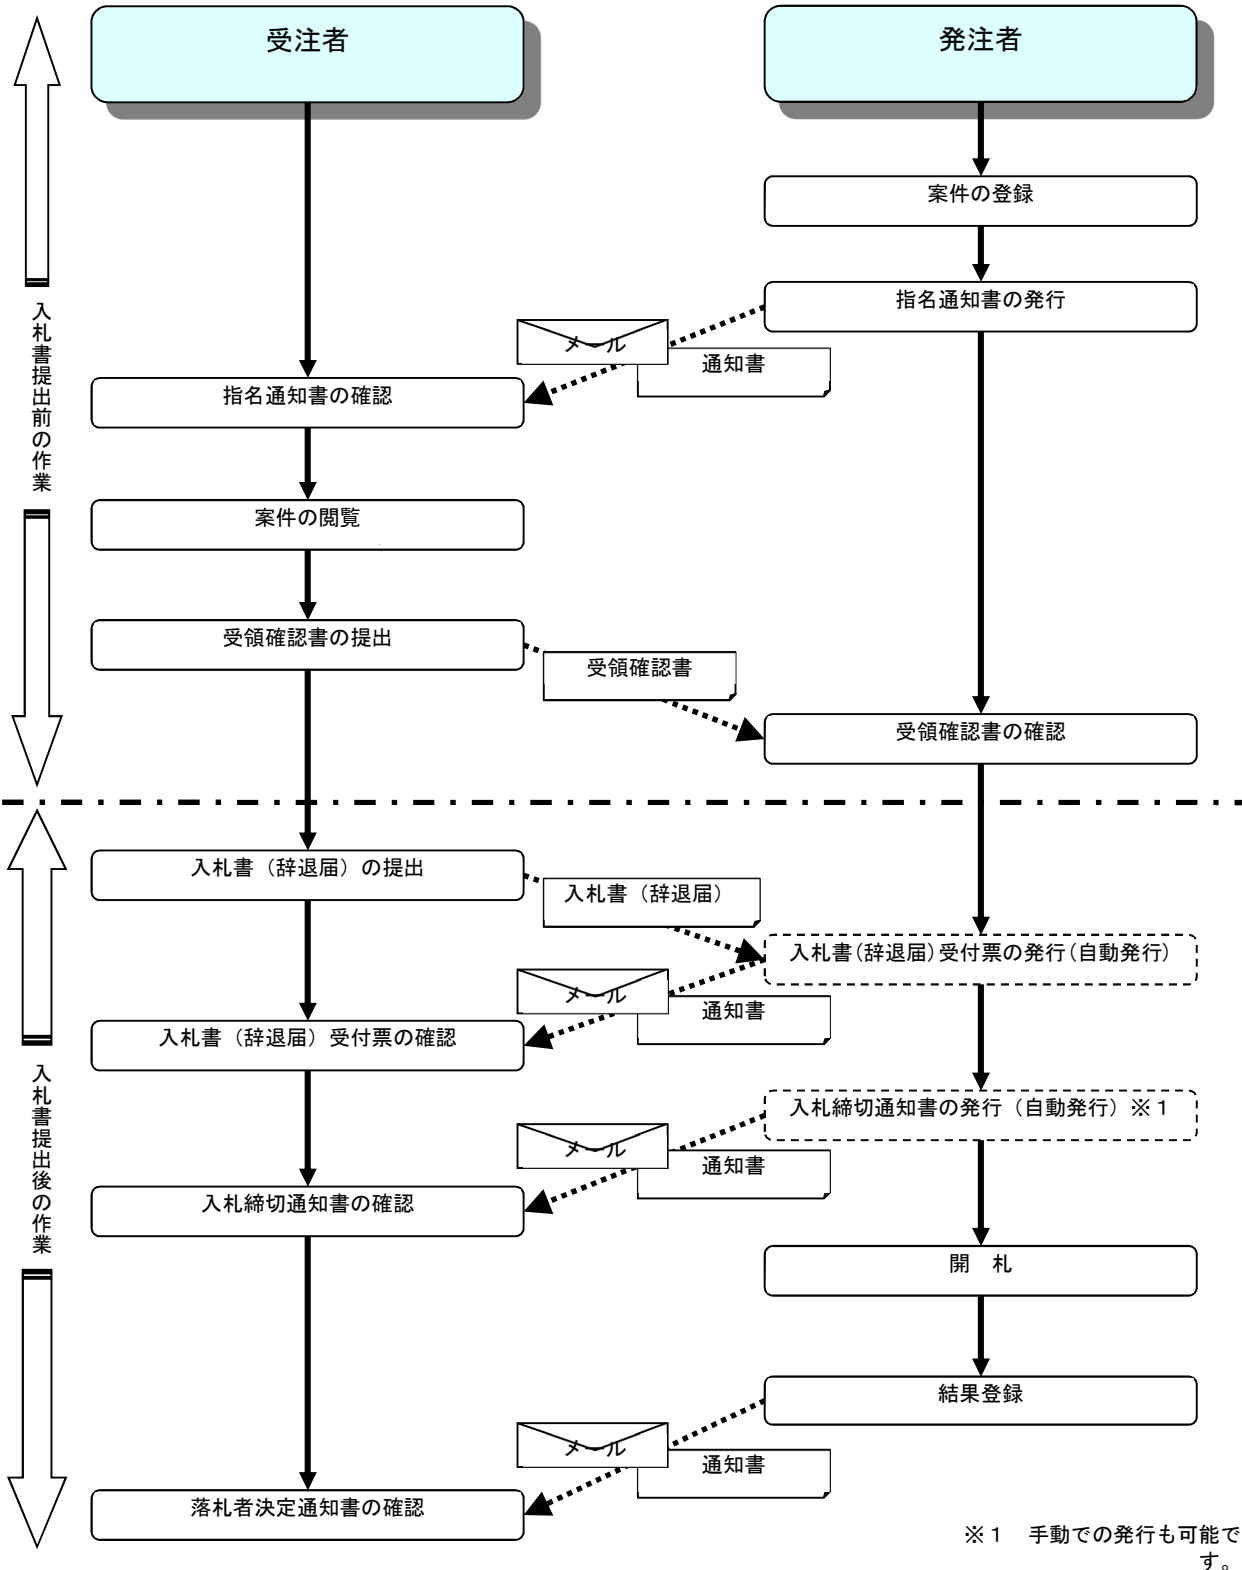 受注者
発注者
案件の登録
指名通知書の発行
メール
通知書
指名通知書の確認
入札書提出前の作業
案件の閲覧
受領確認書の提出
受領確認書
受領確認書の確認
入札書（辞退届）の提出
入札書（辞退届）
入札書（辞退届）受付票の発行（自動発行）
メール
通知書
入札書（辞退届）受付票の確認
入札書提出後の作業
入札締切通知書の発行（自動発行）※１
メール
通知書
入札締切通知書の確認
開　札
結果登録
メール
通知書
落札者決定通知書の確認
※１　手動での発行も可能で
す。